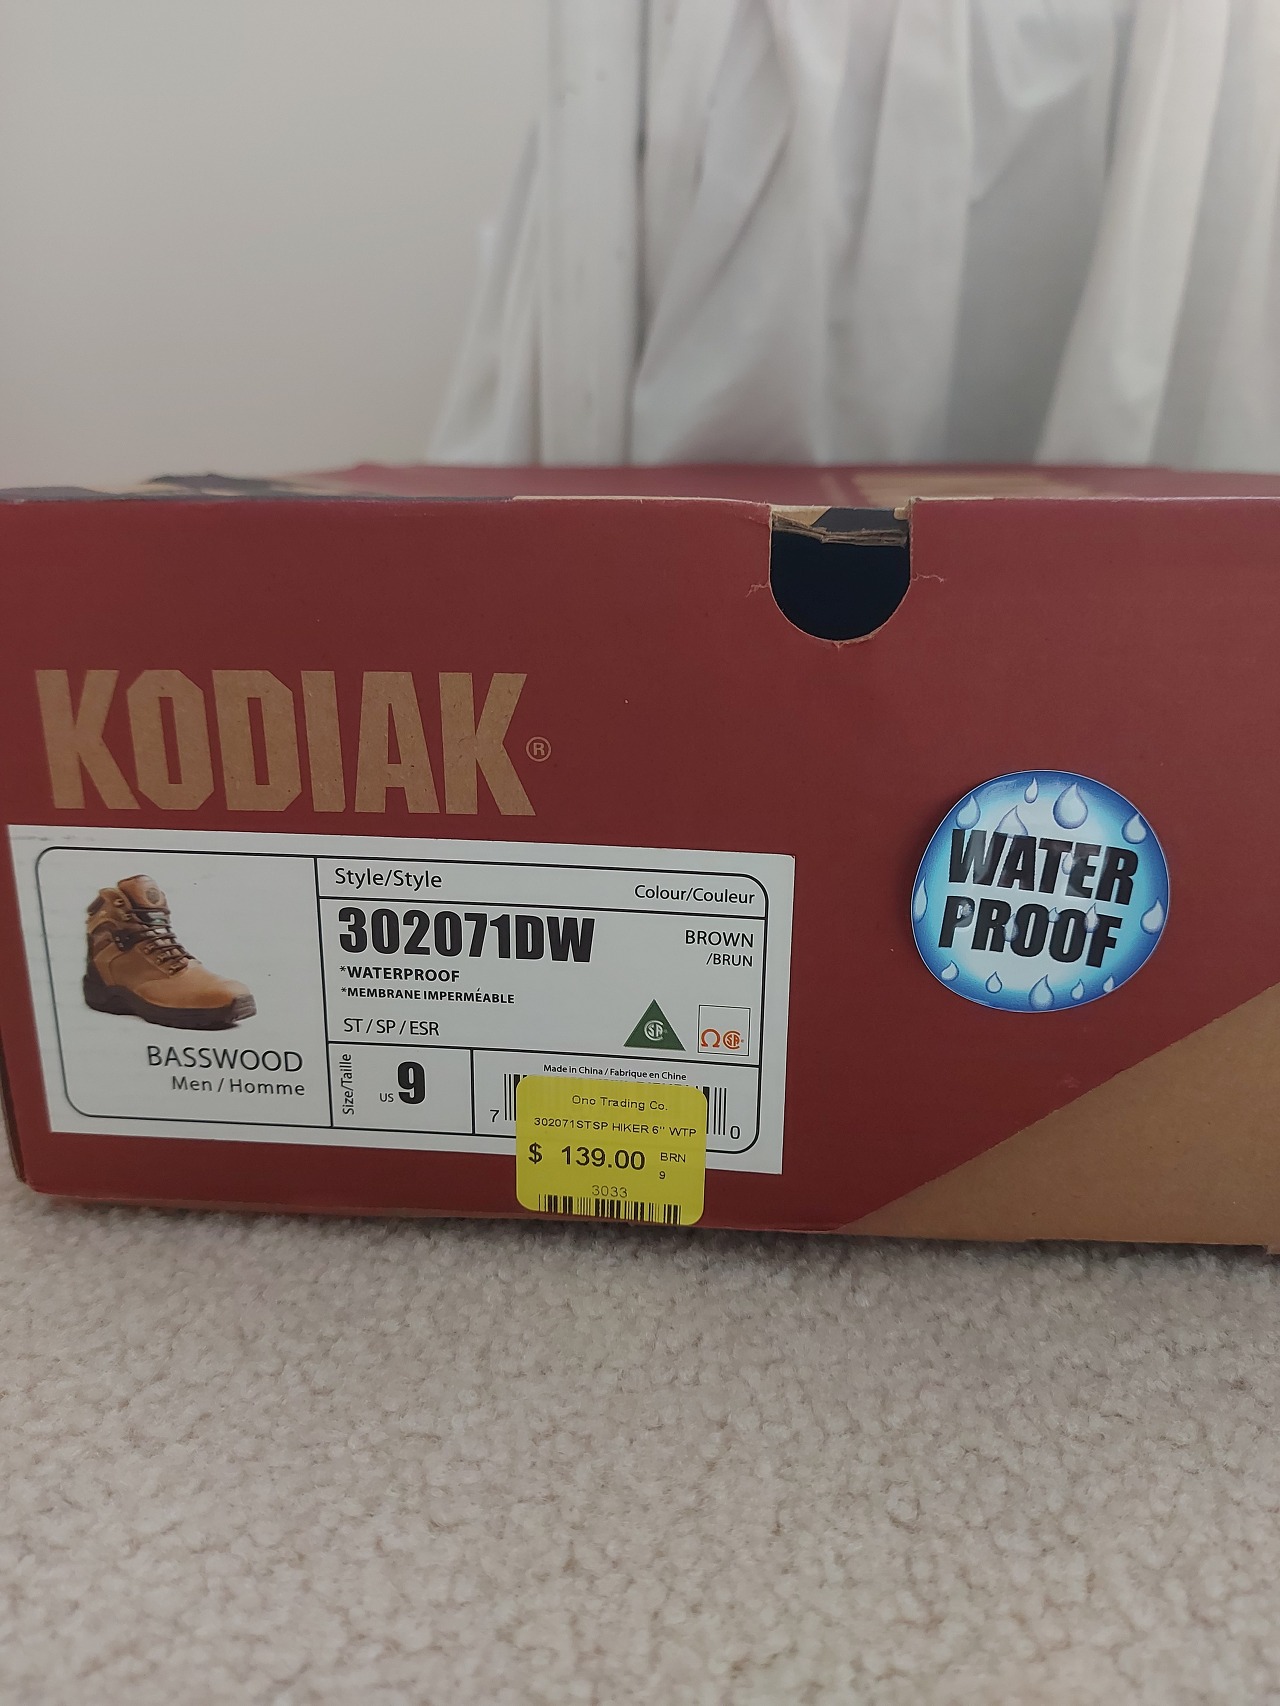 KODIAK®
WATER
PROOF
Style/Style
Colour/Couleur
302071DW
BROWN
/BRUN
*WATERPROOF
*MEMBRANE IMPERMÉABLE
ST / SP / ESR
BASSWOOD
Men / Homme
Size/Taille
US 9
Made in China / Fabriqué en Chine
7
0
Ono Trading Co.
302071STSP HIKER 6" WTP
$ 139.00
BRN
9
3033